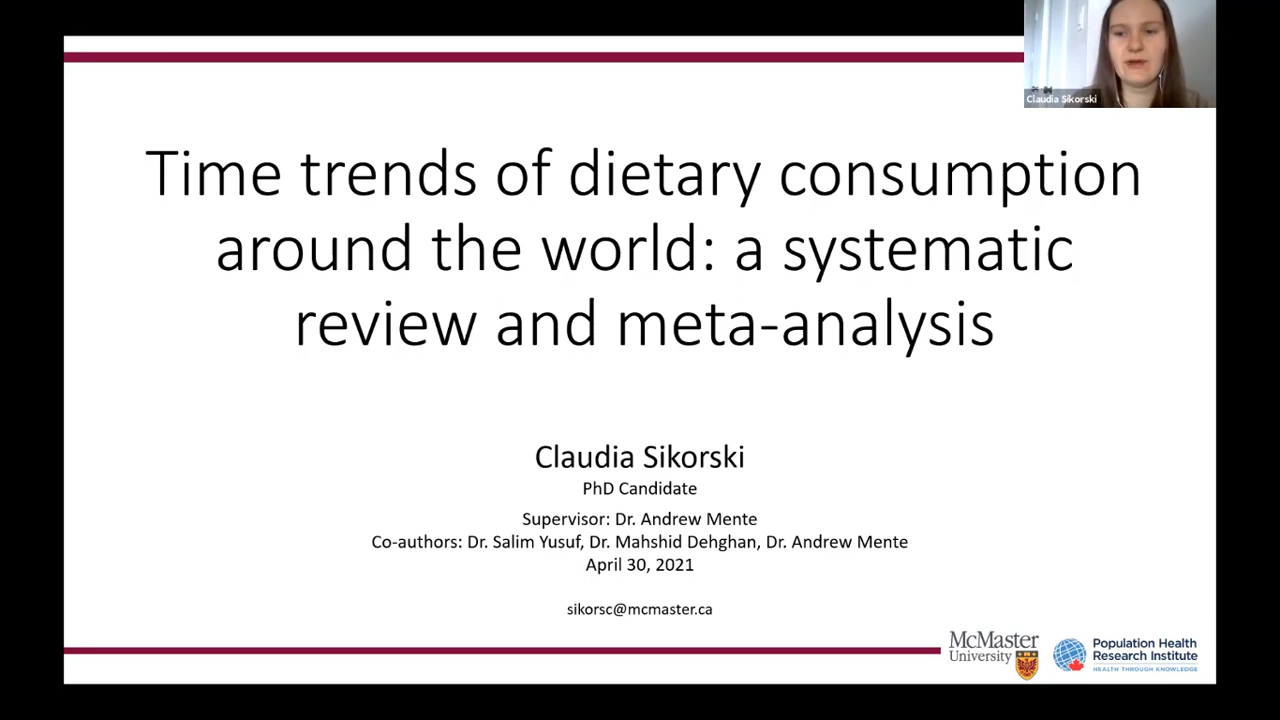 Claudia Sikorski
Time trends of dietary consumption
around the world: a systematic
review and meta-analysis
Claudia Sikorski
PhD Candidate
Supervisor: Dr. Andrew Mente
Co-authors: Dr. Salim Yusuf, Dr. Mahshid Dehghan, Dr. Andrew Mente
April 30, 2021
sikorsc@mcmaster.ca
McMaster
University
Population Health
Research Institute
HEALTH THROUGH KNOWLEDGE